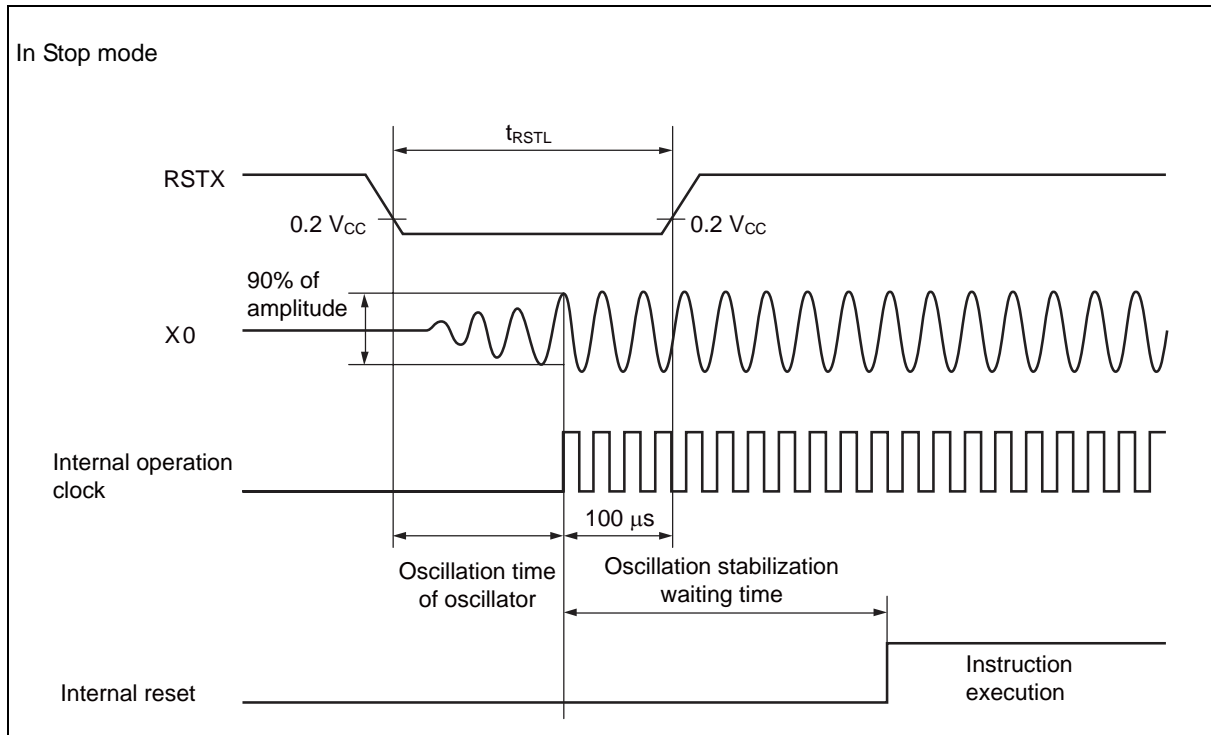 In Stop mode
tRSTL
RSTX
0.2 VCC
0.2 VCC
90% of
amplitude
X0
Internal operation
clock
100 μs
Oscillation time
of oscillator
Oscillation stabilization
waiting time
Internal reset
Instruction
execution